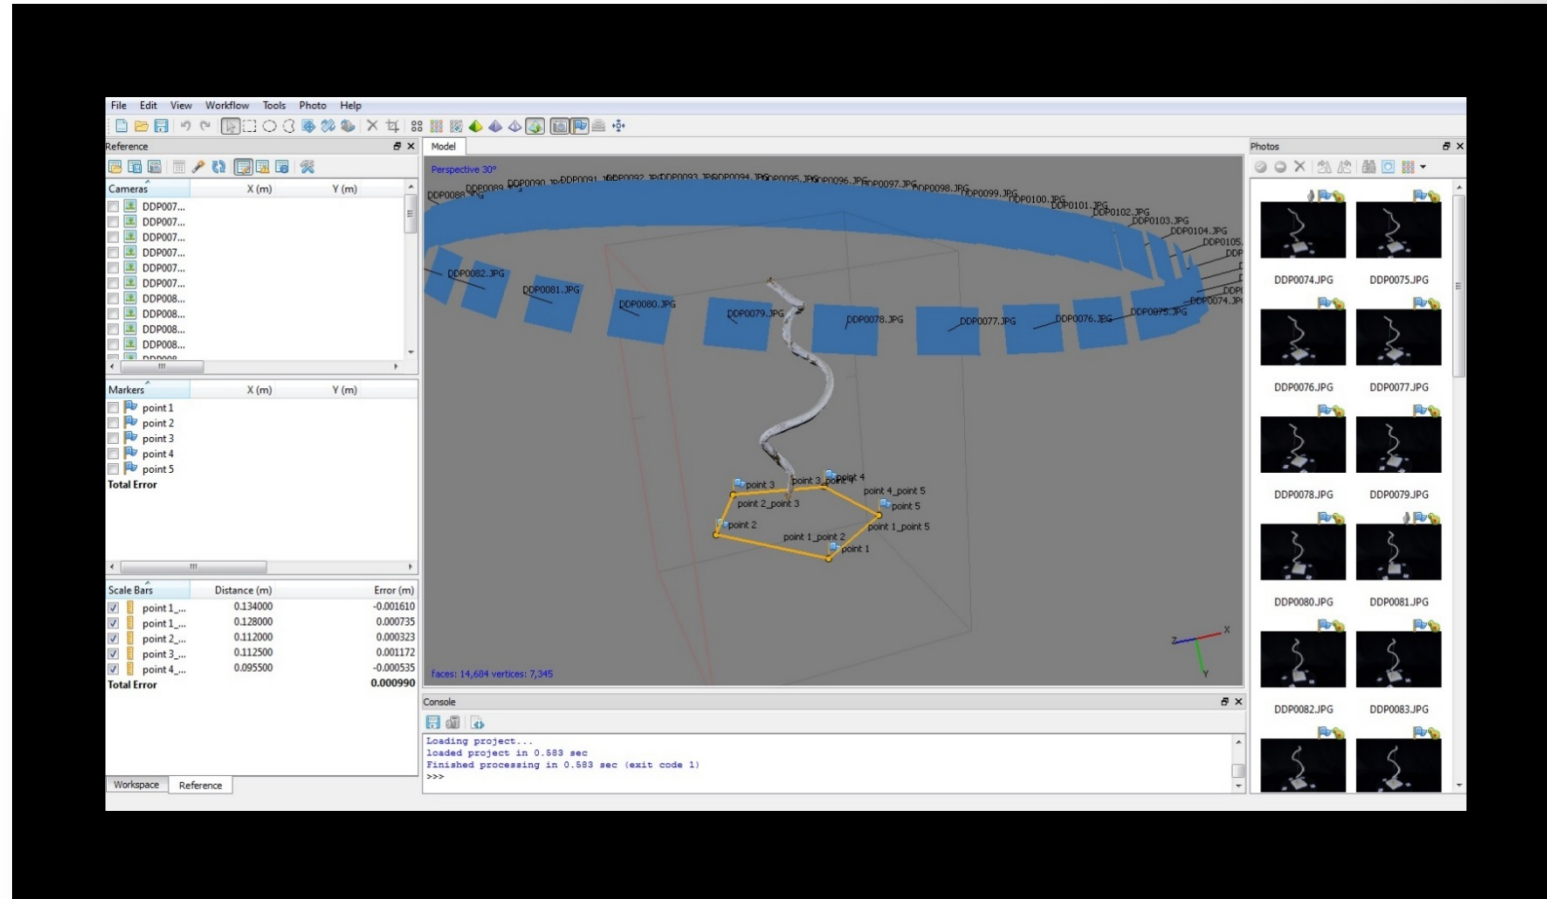 File Edit View Workflow Tools Photo Help
Reference
Model
Photos
Cameras X (m) Y (m)
DDP007...
DDP007...
DDP007...
DDP007...
DDP007...
DDP007...
DDP008...
DDP008...
DDP008...
DDP008...
Markers X (m) Y (m)
point 1
point 2
point 3
point 4
point 5
Total Error
Scale Bars Distance (m) Error (m)
point 1_... 0.134000 -0.001610
point 1_... 0.128000 0.000735
point 2_... 0.112000 0.000323
point 3_... 0.112500 0.001172
point 4_... 0.095500 -0.000535
Total Error 0.000990
Workspace Reference
Perspective 30°
DDP0097.JPG
DDP0098.JPG
DDP0099.JPG
DDP0100.JPG
DDP0101.JPG
DDP0102.JPG
DDP0103.JPG
DDP0104.JPG
DDP0105.
DDP0082.JPG
DDP0081.JPG
DDP0080.JPG
DDP0079.JPG
DDP0078.JPG
DDP0077.JPG
DDP0076.JPG
DDP0075.JPG
point 3
point 4
point 4_point 5
point 2_point 3
point 5
point 2
point 1_point 5
point 1_point 2
point 1
Z X
Y
faces: 14,684 vertices: 7,345
Console
Loading project...
loaded project in 0.583 sec
Finished processing in 0.583 sec (exit code 1)
>>>
DDP0074.JPG DDP0075.JPG
DDP0076.JPG DDP0077.JPG
DDP0078.JPG DDP0079.JPG
DDP0080.JPG DDP0081.JPG
DDP0082.JPG DDP0083.JPG